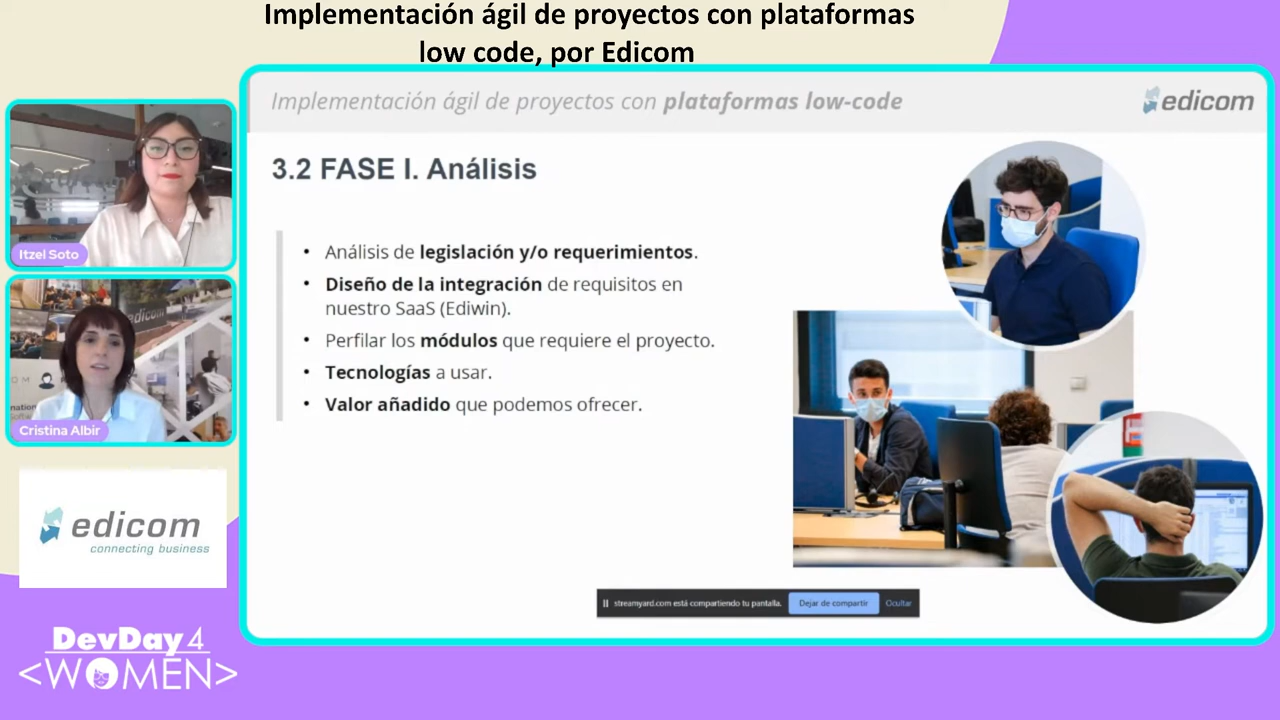 Implementación ágil de proyectos con plataformas
low code, por Edicom
Implementación ágil de proyectos con plataformas low-code
edicom
3.2 FASE I. Análisis
• Análisis de legislación y/o requerimientos.
• Diseño de la integración de requisitos en
nuestro SaaS (Ediwin).
• Perfilar los módulos que requiere el proyecto.
• Tecnologías a usar.
• Valor añadido que podemos ofrecer.
streamyard.com está compartiendo tu pantalla.
Dejar de compartir
Ocultar
Itzel Soto
edicom
Cristina Albir
edicom
connecting business
DevDay 4
<WOMEN>